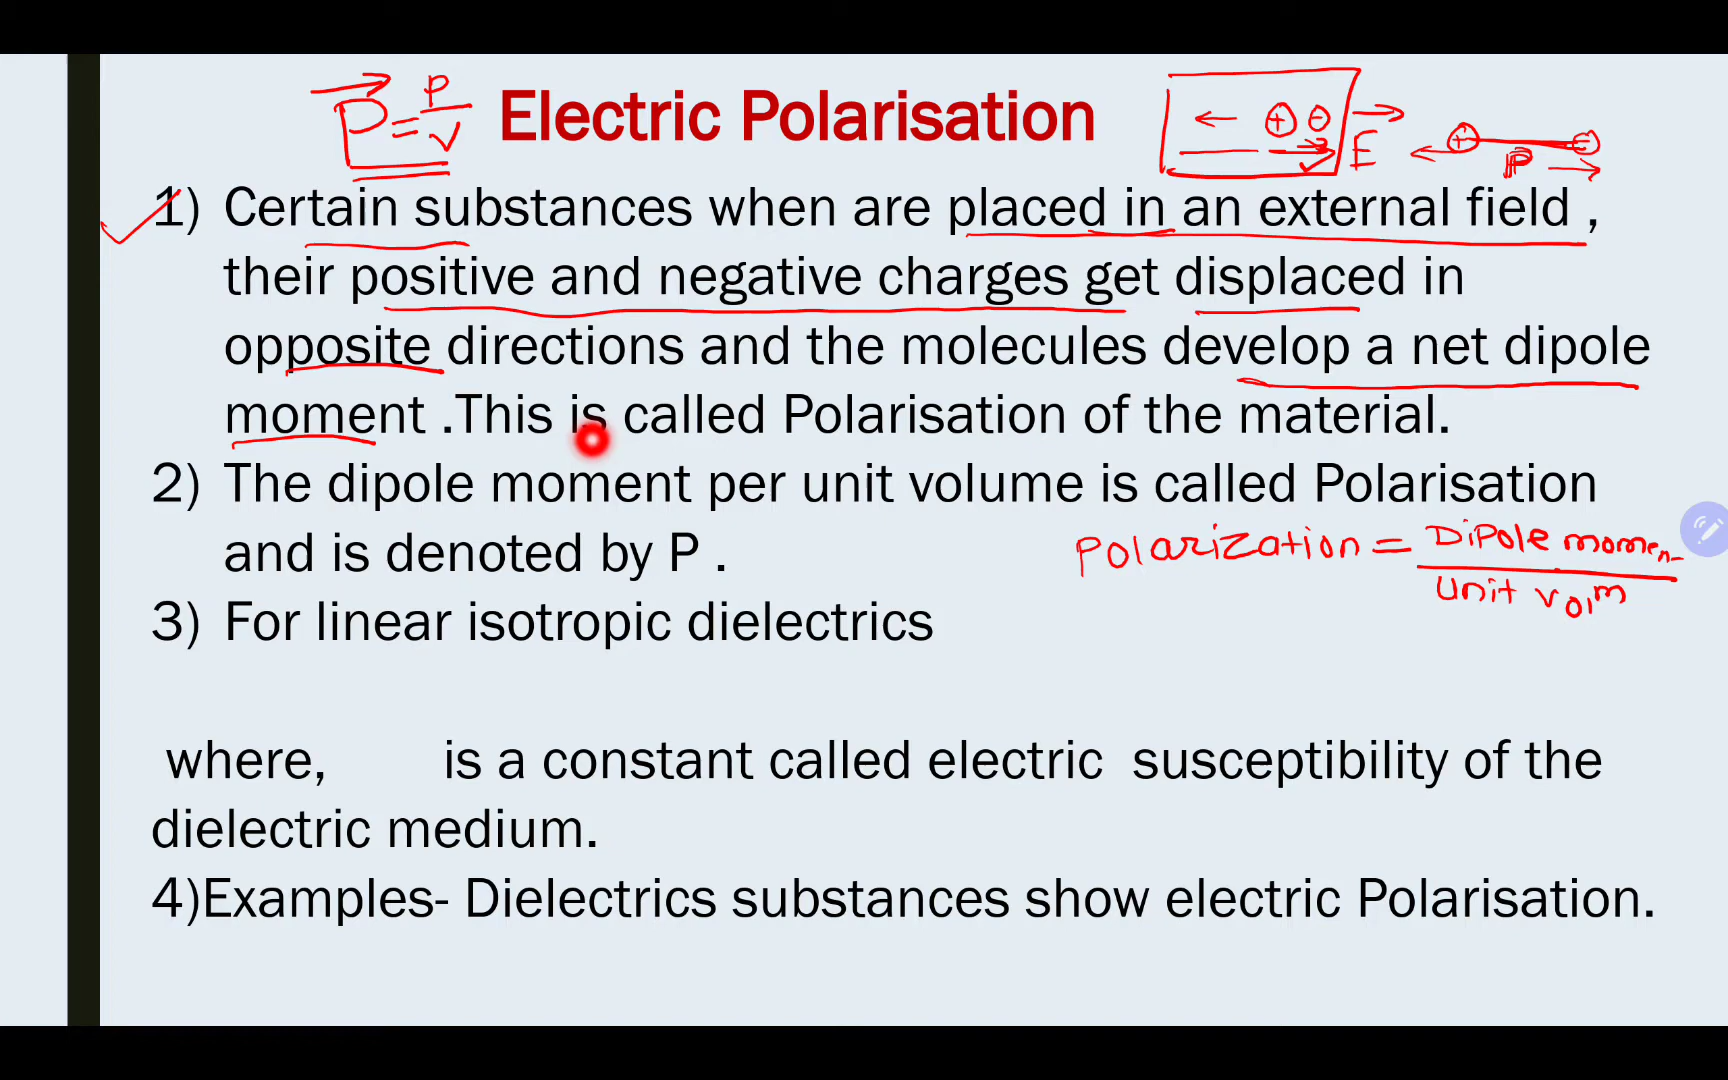 P = p / V
Electric Polarisation
+ -
E
+ -
P
1) Certain substances when are placed in an external field ,
their positive and negative charges get displaced in
opposite directions and the molecules develop a net dipole
moment .This is called Polarisation of the material.
2) The dipole moment per unit volume is called Polarisation
and is denoted by P .
Polarization = Dipole momen
unit volm
3) For linear isotropic dielectrics
where, is a constant called electric susceptibility of the
dielectric medium.
4)Examples- Dielectrics substances show electric Polarisation.